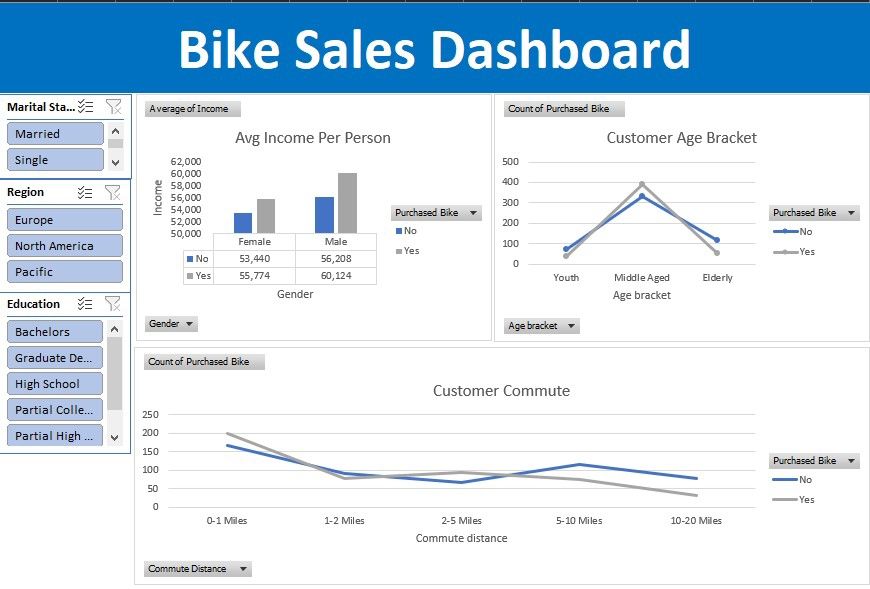 Bike Sales Dashboard
Marital Sta...
Married
Single
Region
Europe
North America
Pacific
Education
Bachelors
Graduate De...
High School
Partial Colle...
Partial High ...
Average of Income
Avg Income Per Person
62,000
60,000
58,000
56,000
54,000
52,000
50,000
Income
Female Male
No 53,440 56,208
Yes 55,774 60,124
Gender
Purchased Bike
No
Yes
Gender
Count of Purchased Bike
Customer Age Bracket
500
400
300
200
100
0
Youth Middle Aged Elderly
Age bracket
Purchased Bike
No
Yes
Age bracket
Count of Purchased Bike
Customer Commute
250
200
150
100
50
0
0-1 Miles 1-2 Miles 2-5 Miles 5-10 Miles 10-20 Miles
Commute distance
Purchased Bike
No
Yes
Commute Distance